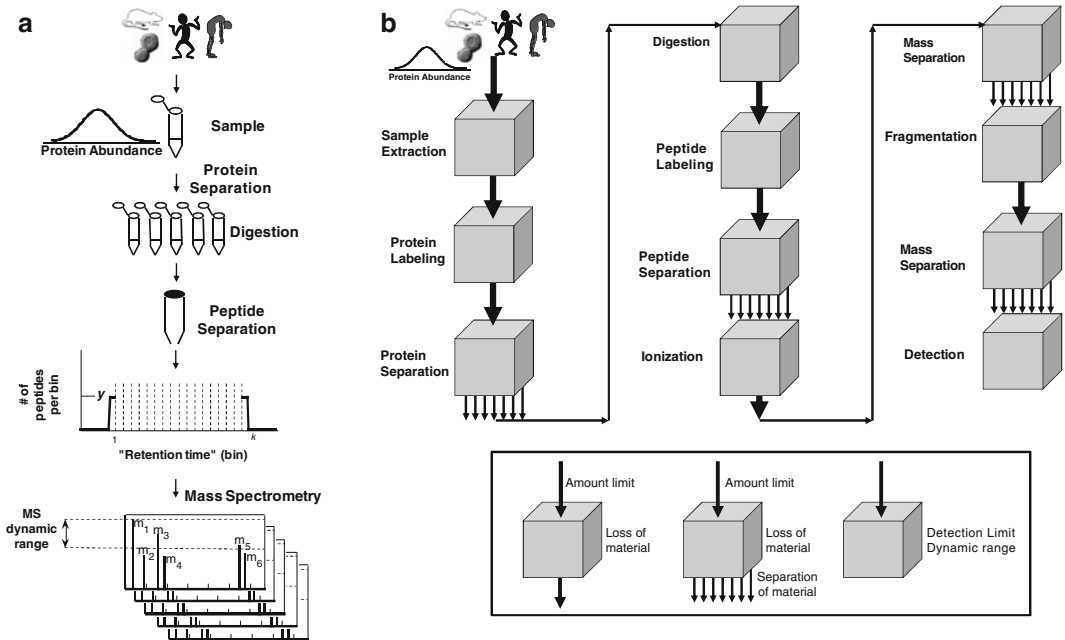 a
Sample
Protein Abundance
Protein
Separation
Digestion
Peptide
Separation
# of
peptides
per bin
y
1
k
"Retention time" (bin)
Mass Spectrometry
MS
dynamic
range
m1
m3
m2
m4
m5
m6
b
Protein Abundance
Sample
Extraction
Protein
Labeling
Protein
Separation
Digestion
Peptide
Labeling
Peptide
Separation
Ionization
Mass
Separation
Fragmentation
Mass
Separation
Detection
Amount limit
Loss of
material
Amount limit
Loss of
material
Separation
of material
Detection Limit
Dynamic range